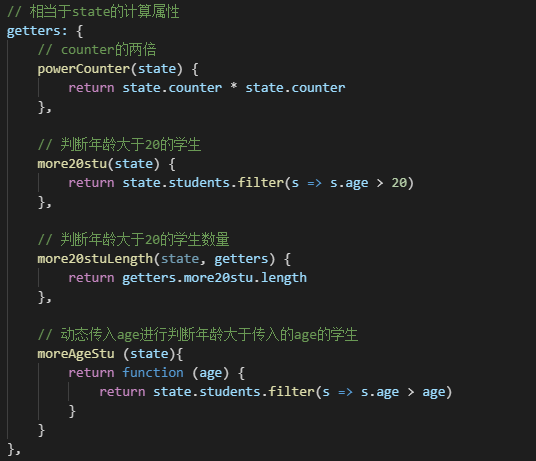 // 相当于state的计算属性
getters: {
    // counter的两倍
    powerCounter(state) {
        return state.counter * state.counter
    },

    // 判断年龄大于20的学生
    more20stu(state) {
        return state.students.filter(s => s.age > 20)
    },

    // 判断年龄大于20的学生数量
    more20stuLength(state, getters) {
        return getters.more20stu.length
    },

    // 动态传入age进行判断年龄大于传入的age的学生
    moreAgeStu (state){
        return function (age) {
            return state.students.filter(s => s.age > age)
        }
    }
},